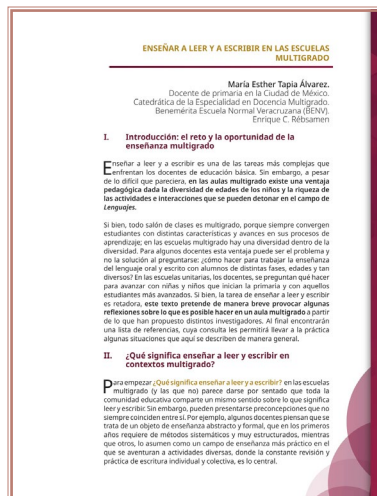 ENSEÑAR A LEER Y A ESCRIBIR EN LAS ESCUELAS
MULTIGRADO
María Esther Tapia Álvarez.
Docente de primaria en la Ciudad de México.
Catedrática de la Especialidad en Docencia Multigrado.
Benemérita Escuela Normal Veracruzana (BENV).
Enrique C. Rébsamen
I. Introducción: el reto y la oportunidad de la
enseñanza multigrado
Enseñar a leer y a escribir es una de las tareas más complejas que
enfrentan los docentes de educación básica. Sin embargo, a pesar
de lo difícil que pareciera, en las aulas multigrado existe una ventaja
pedagógica dada la diversidad de edades de los niños y la riqueza de
las actividades e interacciones que se pueden detonar en el campo de
Lenguajes.
Si bien, todo salón de clases es multigrado, porque siempre convergen
estudiantes con distintas características y avances en sus procesos de
aprendizaje; en las escuelas multigrado hay una diversidad dentro de la
diversidad. Para algunos docentes esta ventaja puede ser el problema y
no la solución al preguntarse: ¿cómo hacer para trabajar la enseñanza
del lenguaje oral y escrito con alumnos de distintas fases, edades y tan
diversos? En las escuelas unitarias, los docentes, se preguntan qué hacer
para avanzar con niñas y niños que inician la primaria y con aquellos
estudiantes más avanzados. Si bien, la tarea de enseñar a leer y escribir
es retadora, este texto pretende de manera breve provocar algunas
reflexiones sobre lo que es posible hacer en un aula multigrado a partir
de lo que han propuesto distintos investigadores. Al final encontrarán
una lista de referencias, cuya consulta les permitirá llevar a la práctica
algunas situaciones que aquí se describen de manera general.
II. ¿Qué significa enseñar a leer y escribir en
contextos multigrado?
Para empezar ¿Qué significa enseñar a leer y a escribir? en las escuelas
multigrado (y las que no) parece darse por sentado que toda la
comunidad educativa comparte un mismo sentido sobre lo que significa
leer y escribir. Sin embargo, pueden presentarse preconcepciones que no
siempre coinciden entre sí. Por ejemplo, algunos docentes piensan que se
trata de un objeto de enseñanza abstracto y formal, que en los primeros
años requiere de métodos sistemáticos y muy estructurados, mientras
que otros, lo asumen como un campo de enseñanza más práctico en el
que se aventuran a actividades diversas, donde la constante revisión y
práctica de escritura individual y colectiva, es lo central.